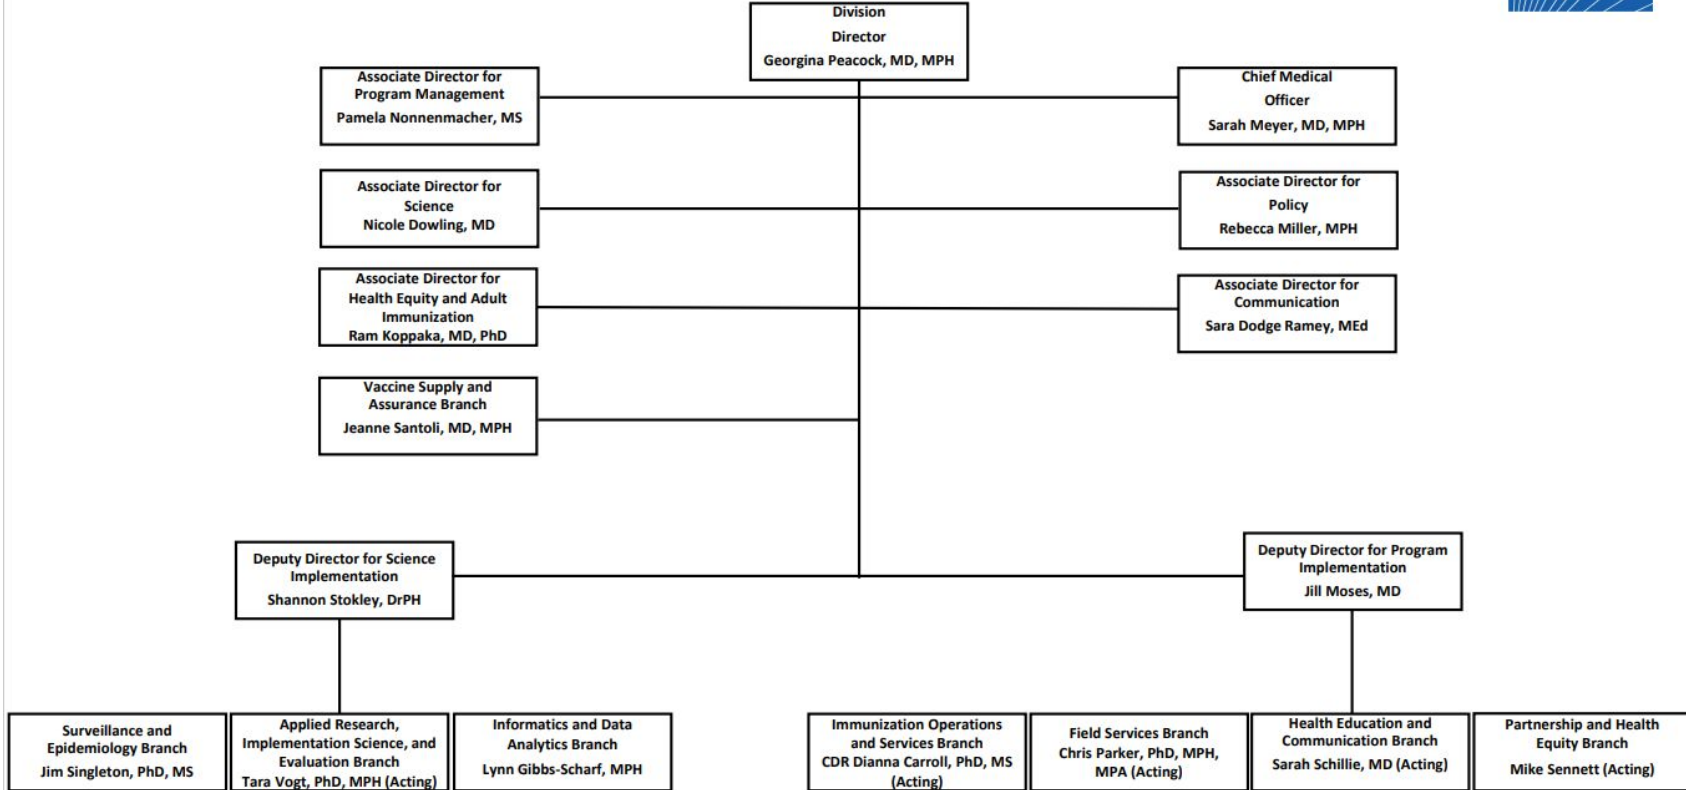 Division
Director
Georgina Peacock, MD, MPH
Associate Director for
Program Management
Pamela Nonnenmacher, MS
Chief Medical
Officer
Sarah Meyer, MD, MPH
Associate Director for
Science
Nicole Dowling, MD
Associate Director for
Policy
Rebecca Miller, MPH
Associate Director for
Health Equity and Adult
Immunization
Ram Koppaka, MD, PhD
Associate Director for
Communication
Sara Dodge Ramey, MEd
Vaccine Supply and
Assurance Branch
Jeanne Santoli, MD, MPH
Deputy Director for Science
Implementation
Shannon Stokley, DrPH
Deputy Director for Program
Implementation
Jill Moses, MD
Surveillance and
Epidemiology Branch
Jim Singleton, PhD, MS
Applied Research,
Implementation Science, and
Evaluation Branch
Tara Vogt, PhD, MPH (Acting)
Informatics and Data
Analytics Branch
Lynn Gibbs-Scharf, MPH
Immunization Operations
and Services Branch
CDR Dianna Carroll, PhD, MS
(Acting)
Field Services Branch
Chris Parker, PhD, MPH,
MPA (Acting)
Health Education and
Communication Branch
Sarah Schillie, MD (Acting)
Partnership and Health
Equity Branch
Mike Sennett (Acting)